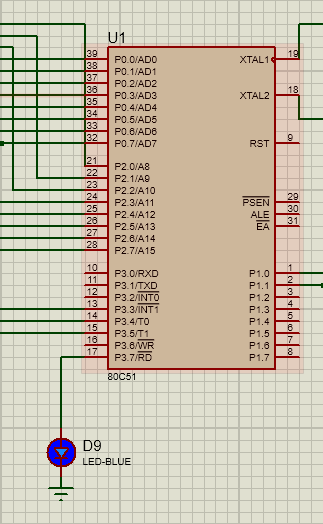 U1
39 P0.0/AD0 XTAL1 19
38 P0.1/AD1
37 P0.2/AD2
36 P0.3/AD3 XTAL2 18
35 P0.4/AD4
34 P0.5/AD5
33 P0.6/AD6
32 P0.7/AD7 RST 9
21 P2.0/A8
22 P2.1/A9
23 P2.2/A10
24 P2.3/A11 PSEN 29
25 P2.4/A12 ALE 30
26 P2.5/A13 EA 31
27 P2.6/A14
28 P2.7/A15
10 P3.0/RXD P1.0 1
11 P3.1/TXD P1.1 2
12 P3.2/INT0 P1.2 3
13 P3.3/INT1 P1.3 4
14 P3.4/T0 P1.4 5
15 P3.5/T1 P1.5 6
16 P3.6/WR P1.6 7
17 P3.7/RD P1.7 8
80C51
D9
LED-BLUE